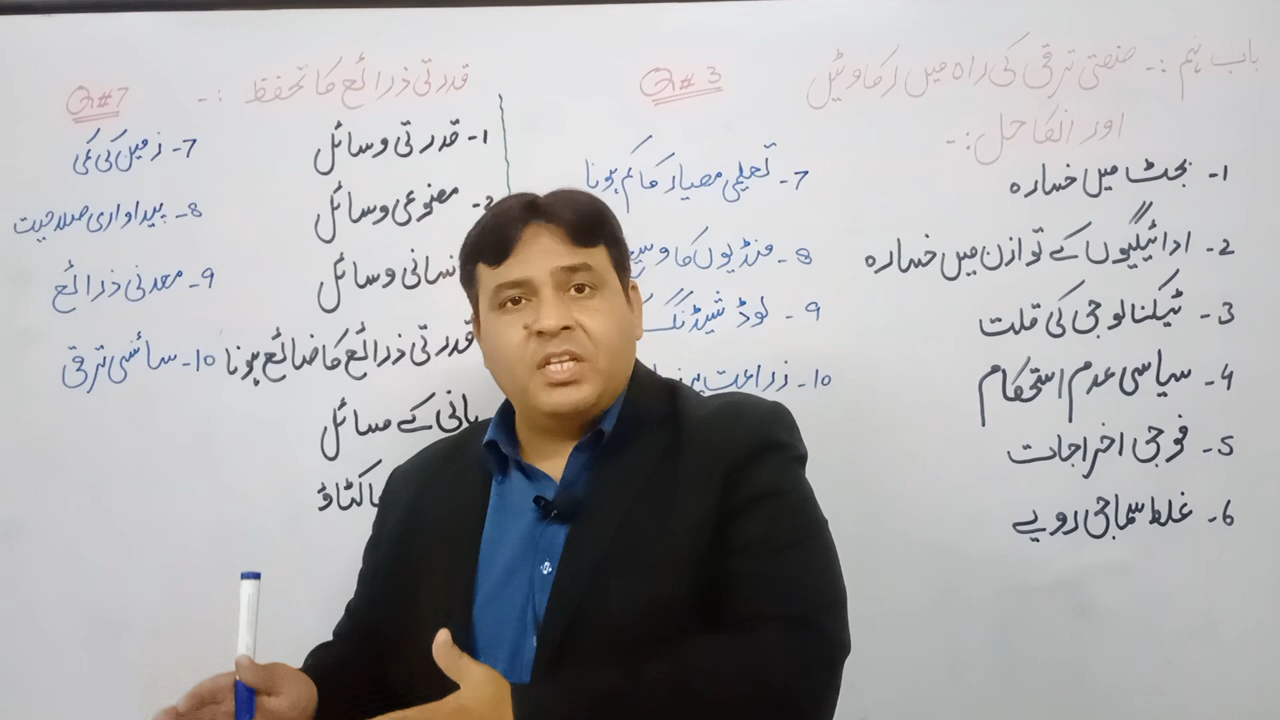 باب نہم :۔ صنعتی ترقی کی راہ میں رکاوٹیں
اور انکا حل:۔
Q#3
1۔ بجٹ میں خسارہ
2۔ ادائیگیوں کے توازن میں خسارہ
3۔ ٹیکنالوجی کی قلت
4۔ سیاسی عدم استحکام
5۔ فوجی اخراجات
6۔ غلط سماجی رویے
7۔ تعلیمی معیار کا کم ہونا
8۔ منڈیوں کا
9۔ لوڈ شیڈنگ
10۔ زراعت پر
قدرتی ذرائع کا تحفظ :۔
Q#7
1۔ قدرتی وسائل
2۔ مصنوعی وسائل
انسانی وسائل
قدرتی ذرائع کا ضائع ہونا
پانی کے مسائل
کا کٹاؤ
7۔ زمین کی کمی
8۔ پیداواری صلاحیت
9۔ معدنی ذرائع
10۔ سائنسی ترقی